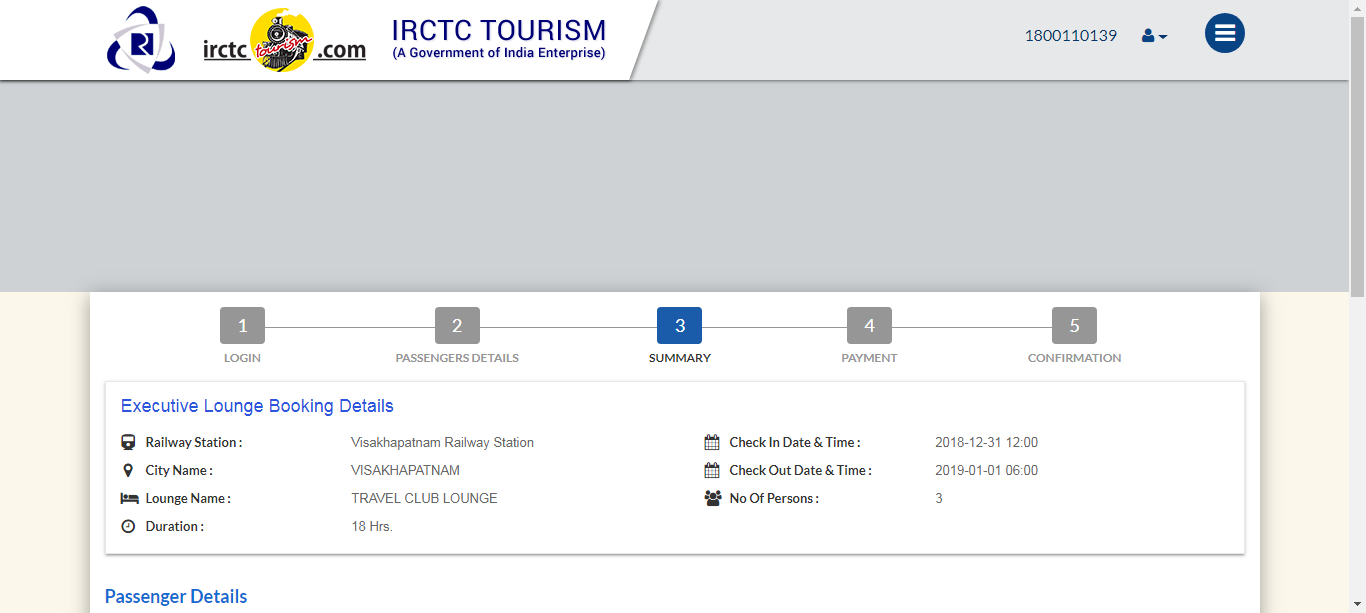 irctc tourism .com
IRCTC TOURISM
(A Government of India Enterprise)
1800110139
1 2 3 4 5
LOGIN PASSENGERS DETAILS SUMMARY PAYMENT CONFIRMATION
Executive Lounge Booking Details
Railway Station : Visakhapatnam Railway Station Check In Date & Time : 2018-12-31 12:00
City Name : VISAKHAPATNAM Check Out Date & Time : 2019-01-01 06:00
Lounge Name : TRAVEL CLUB LOUNGE No Of Persons : 3
Duration : 18 Hrs.
Passenger Details